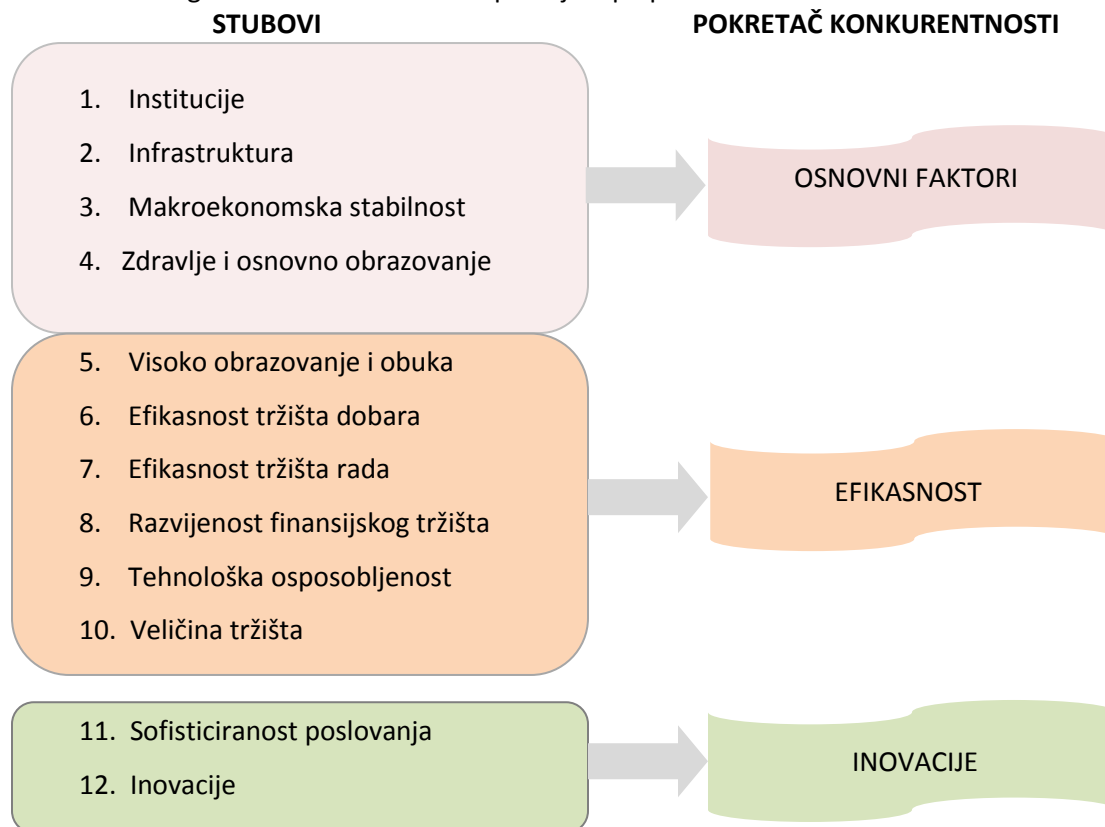 STUBOVI
POKRETAČ KONKURENTNOSTI
1. Institucije
2. Infrastruktura
3. Makroekonomska stabilnost
4. Zdravlje i osnovno obrazovanje
OSNOVNI FAKTORI
5. Visoko obrazovanje i obuka
6. Efikasnost tržišta dobara
7. Efikasnost tržišta rada
8. Razvijenost finansijskog tržišta
9. Tehnološka osposobljenost
10. Veličina tržišta
EFIKASNOST
11. Sofisticiranost poslovanja
12. Inovacije
INOVACIJE